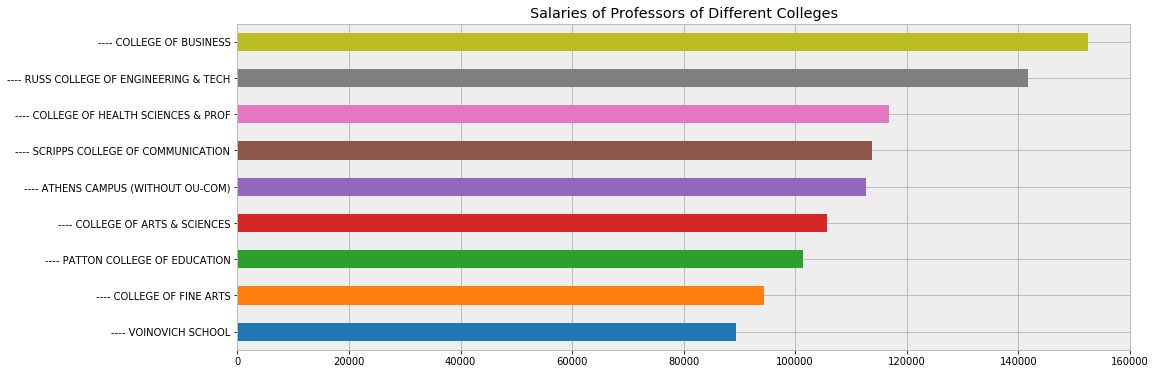 Salaries of Professors of Different Colleges
---- COLLEGE OF BUSINESS
---- RUSS COLLEGE OF ENGINEERING & TECH
---- COLLEGE OF HEALTH SCIENCES & PROF
---- SCRIPPS COLLEGE OF COMMUNICATION
---- ATHENS CAMPUS (WITHOUT OU-COM)
---- COLLEGE OF ARTS & SCIENCES
---- PATTON COLLEGE OF EDUCATION
---- COLLEGE OF FINE ARTS
---- VOINOVICH SCHOOL
0 20000 40000 60000 80000 100000 120000 140000 160000